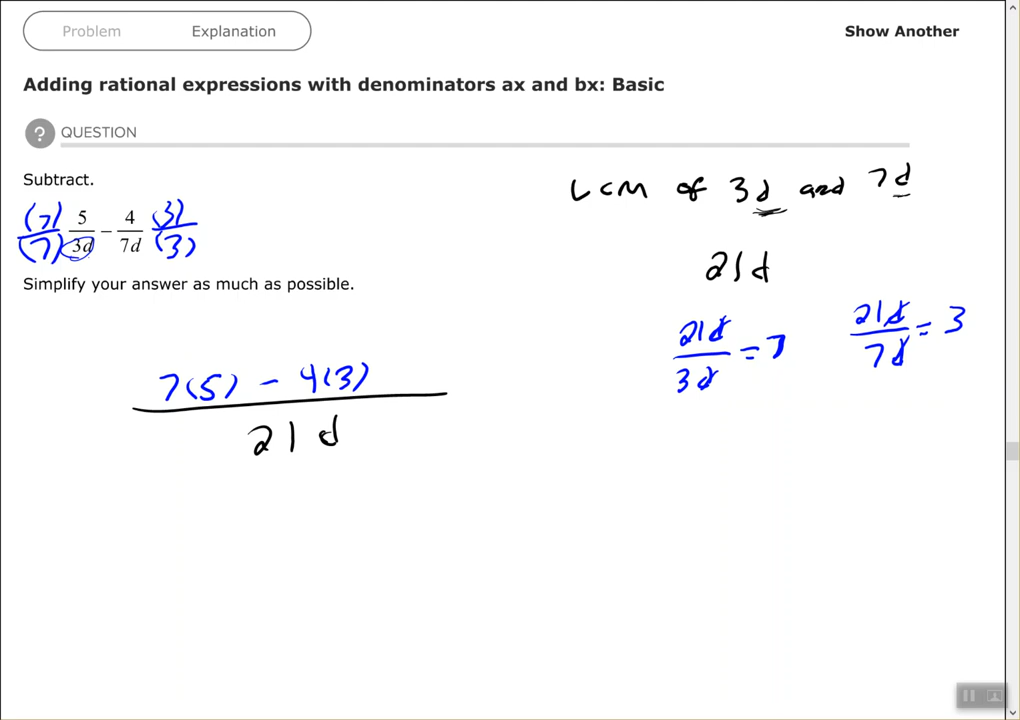 Problem Explanation Show Another
Adding rational expressions with denominators ax and bx: Basic
? QUESTION
Subtract.
(7)/(7) 5/3d − 4/7d (3)/(3)
Simplify your answer as much as possible.
LCM of 3d and 7d
21d
21d/3d = 7
21d/7d = 3
7(5) − 4(3)
21d